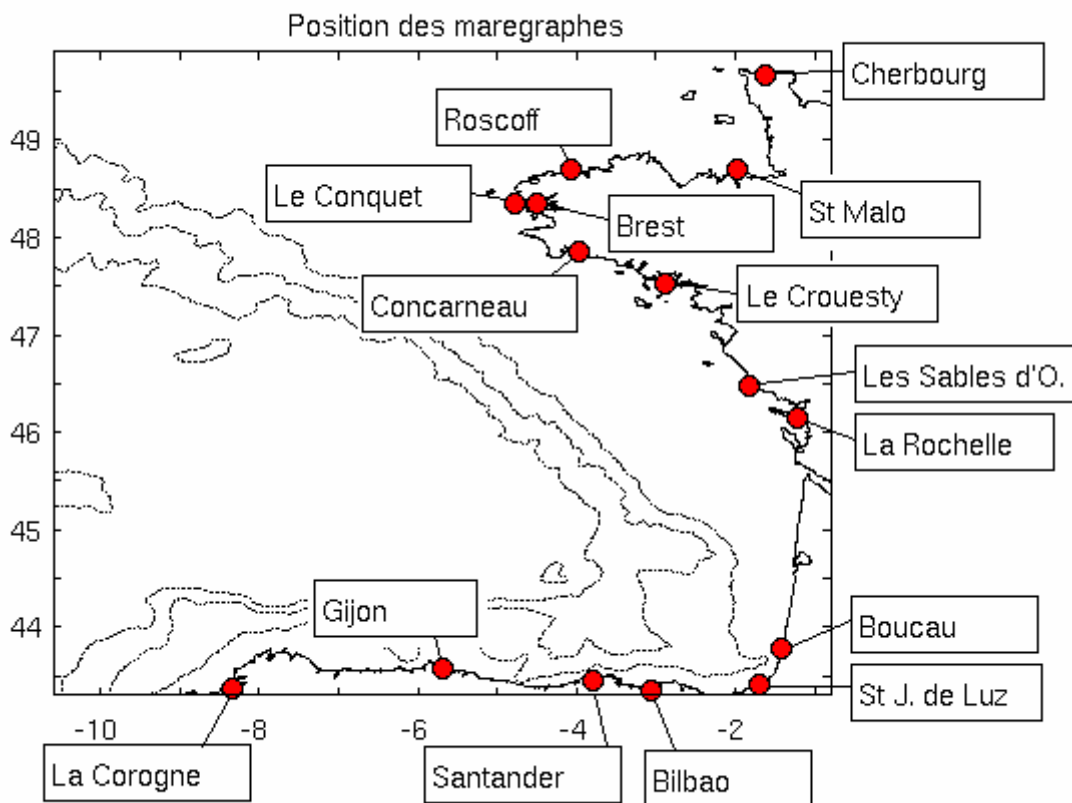 Position des maregraphes
Cherbourg
Roscoff
49
Le Conquet
St Malo
Brest
48
Concarneau
Le Crouesty
47
Les Sables d'O.
46
La Rochelle
45
Gijon
44
Boucau
St J. de Luz
-10
-8
-6
-4
-2
La Corogne
Santander
Bilbao